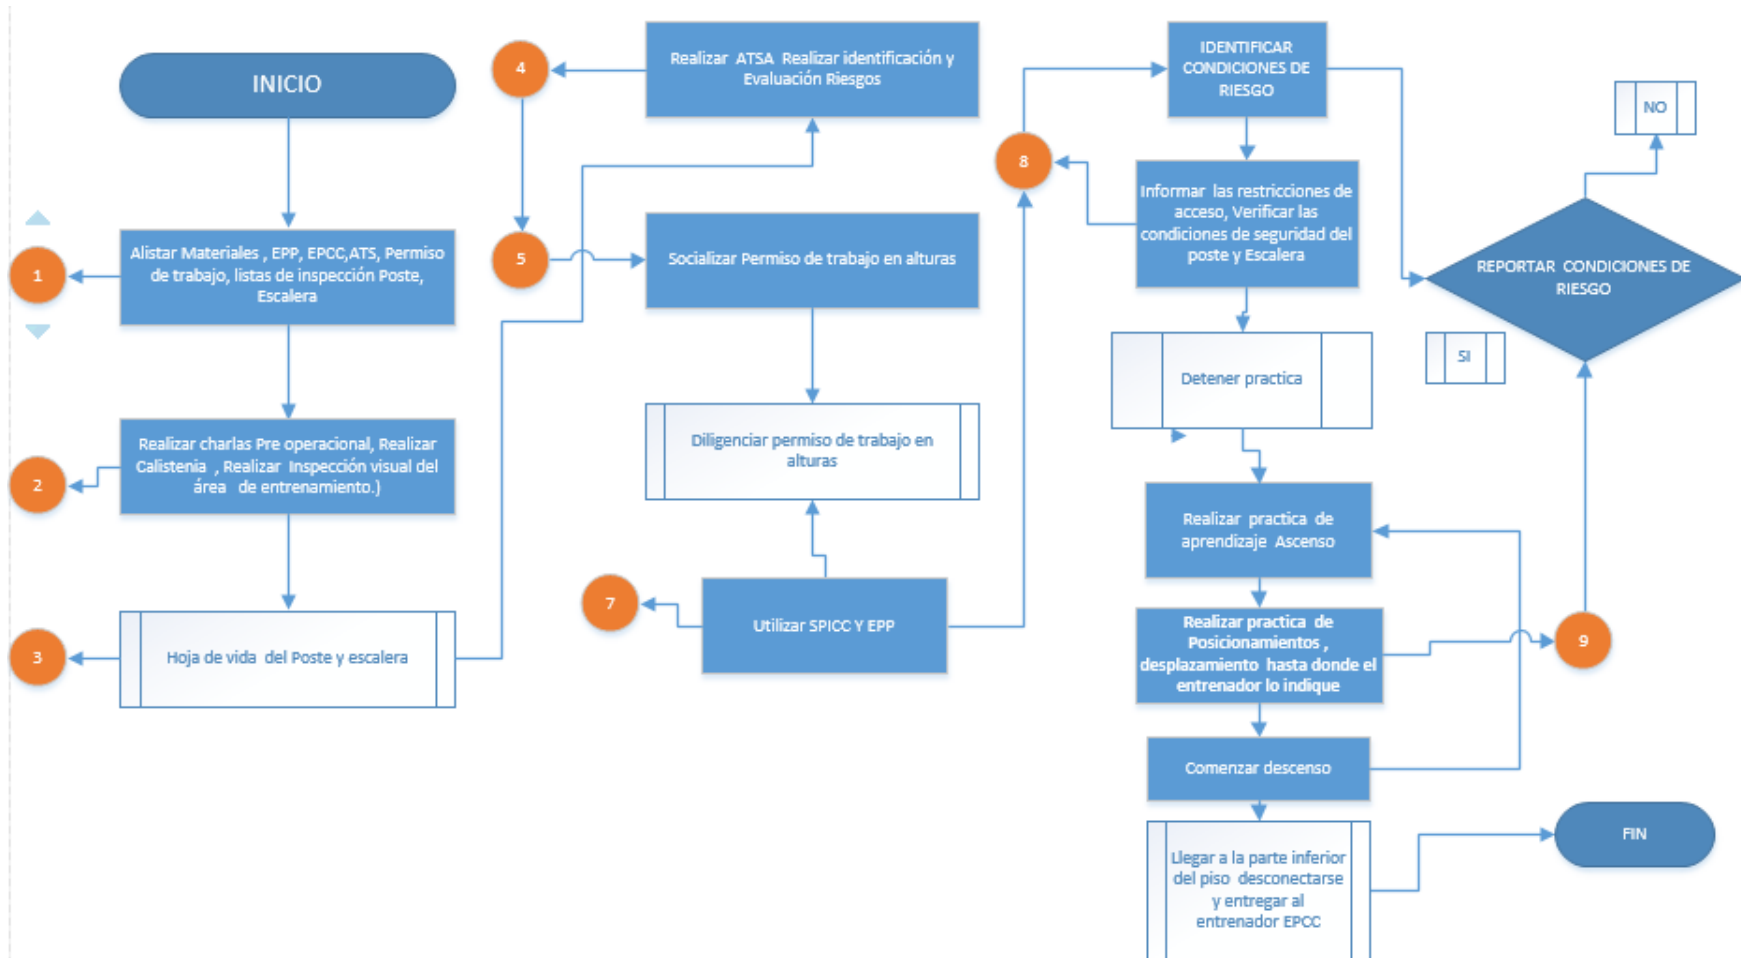 INICIO
1
Alistar Materiales , EPP, EPCC,ATS, Permiso
de trabajo, listas de inspección Poste,
Escalera
2
Realizar charlas Pre operacional, Realizar
Calistenia , Realizar Inspección visual del
área de entrenamiento.)
3
Hoja de vida del Poste y escalera
4
Realizar ATSA Realizar identificación y
Evaluación Riesgos
5
Socializar Permiso de trabajo en alturas
Diligenciar permiso de trabajo en
alturas
7
Utilizar SPICC Y EPP
8
IDENTIFICAR
CONDICIONES DE
RIESGO
Informar las restricciones de
acceso, Verificar las
condiciones de seguridad del
poste y Escalera
Detener practica
Realizar practica de
aprendizaje Ascenso
Realizar practica de
Posicionamientos ,
desplazamiento hasta donde el
entrenador lo indique
Comenzar descenso
Llegar a la parte inferior
del piso desconectarse
y entregar al
entrenador EPCC
NO
REPORTAR CONDICIONES DE
RIESGO
SI
9
FIN